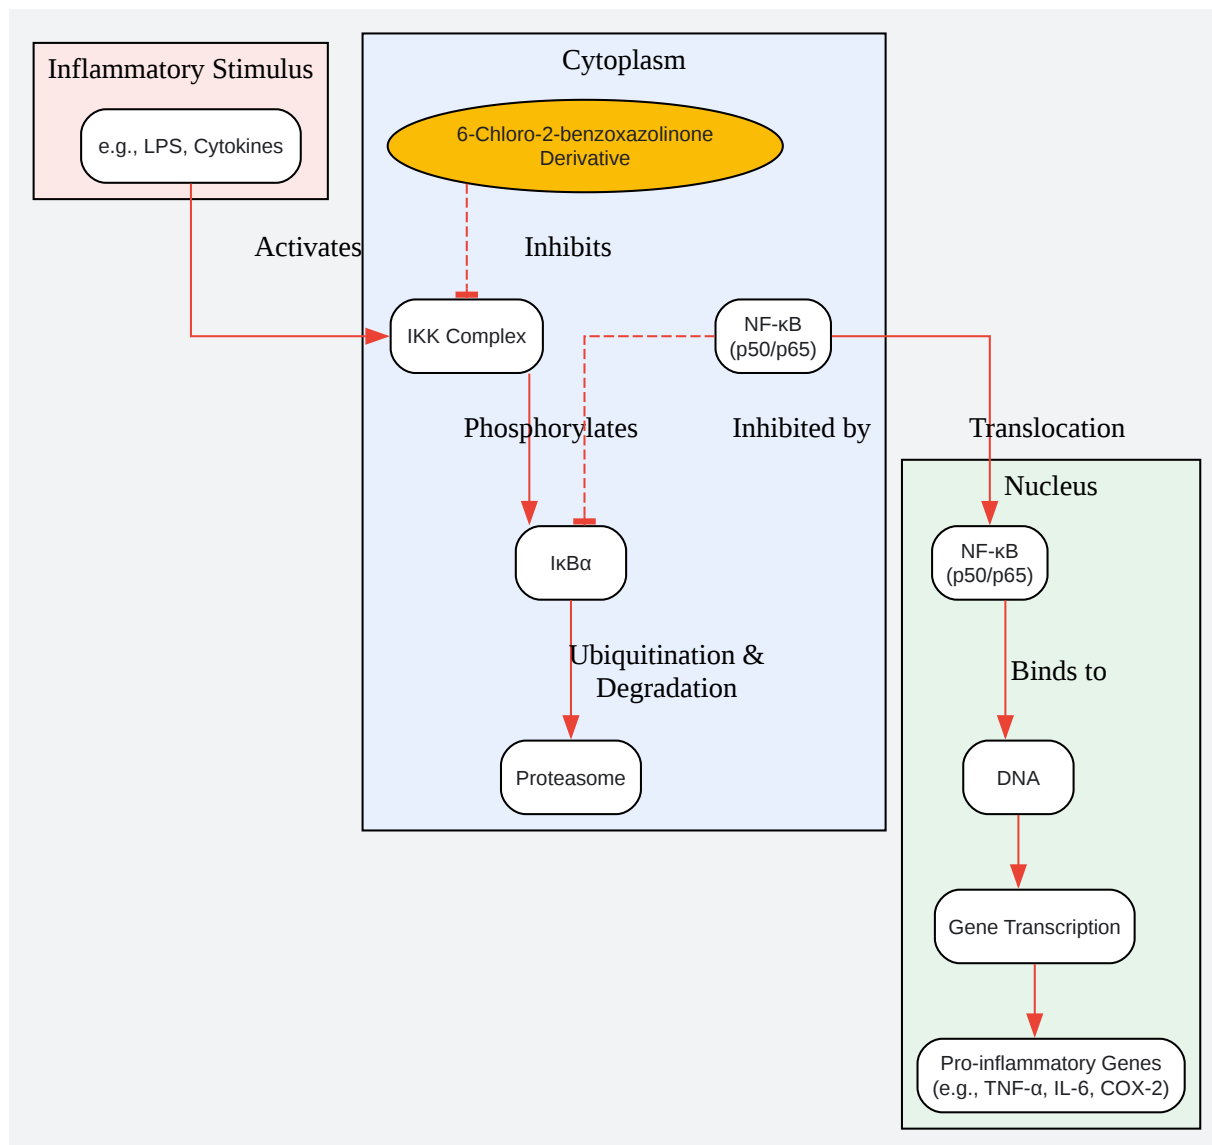 Inflammatory Stimulus
e.g., LPS, Cytokines
Cytoplasm
6-Chloro-2-benzoxazolinone
Derivative
Activates
Inhibits
IKK Complex
NF-κB
(p50/p65)
Phosphorylates
Inhibited by
Translocation
IκBα
Ubiquitination &
Degradation
Proteasome
Nucleus
NF-κB
(p50/p65)
Binds to
DNA
Gene Transcription
Pro-inflammatory Genes
(e.g., TNF-α, IL-6, COX-2)